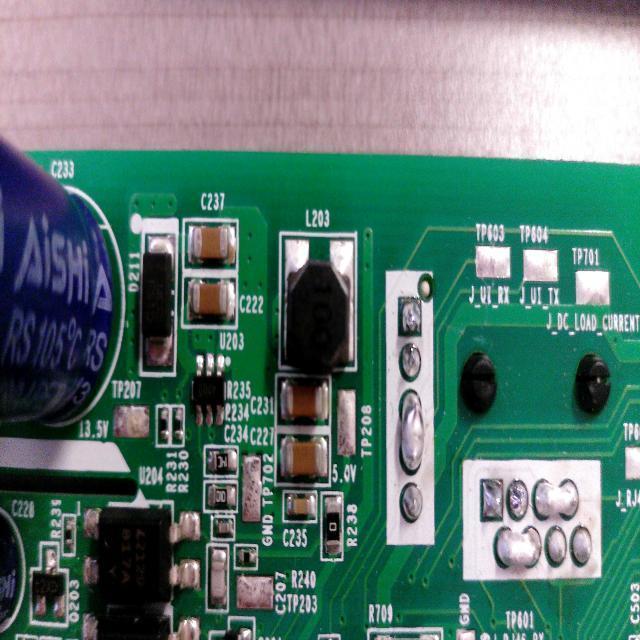 C233
C237
L203
TP603
TP604
TP701
AiSHi
D211
J_UI_RX
J_UI_TX
C222
U203
J_DC_LOAD_CURRENT
RS 105°C RS
TP207
R235
R234
C231
TP208
13.5V
C234
C227
R231
R230
U204
TP702
5.0V
GND
C228
R239
C235
R238
Q203
C207
R240
TP203
R709
GND
TP601